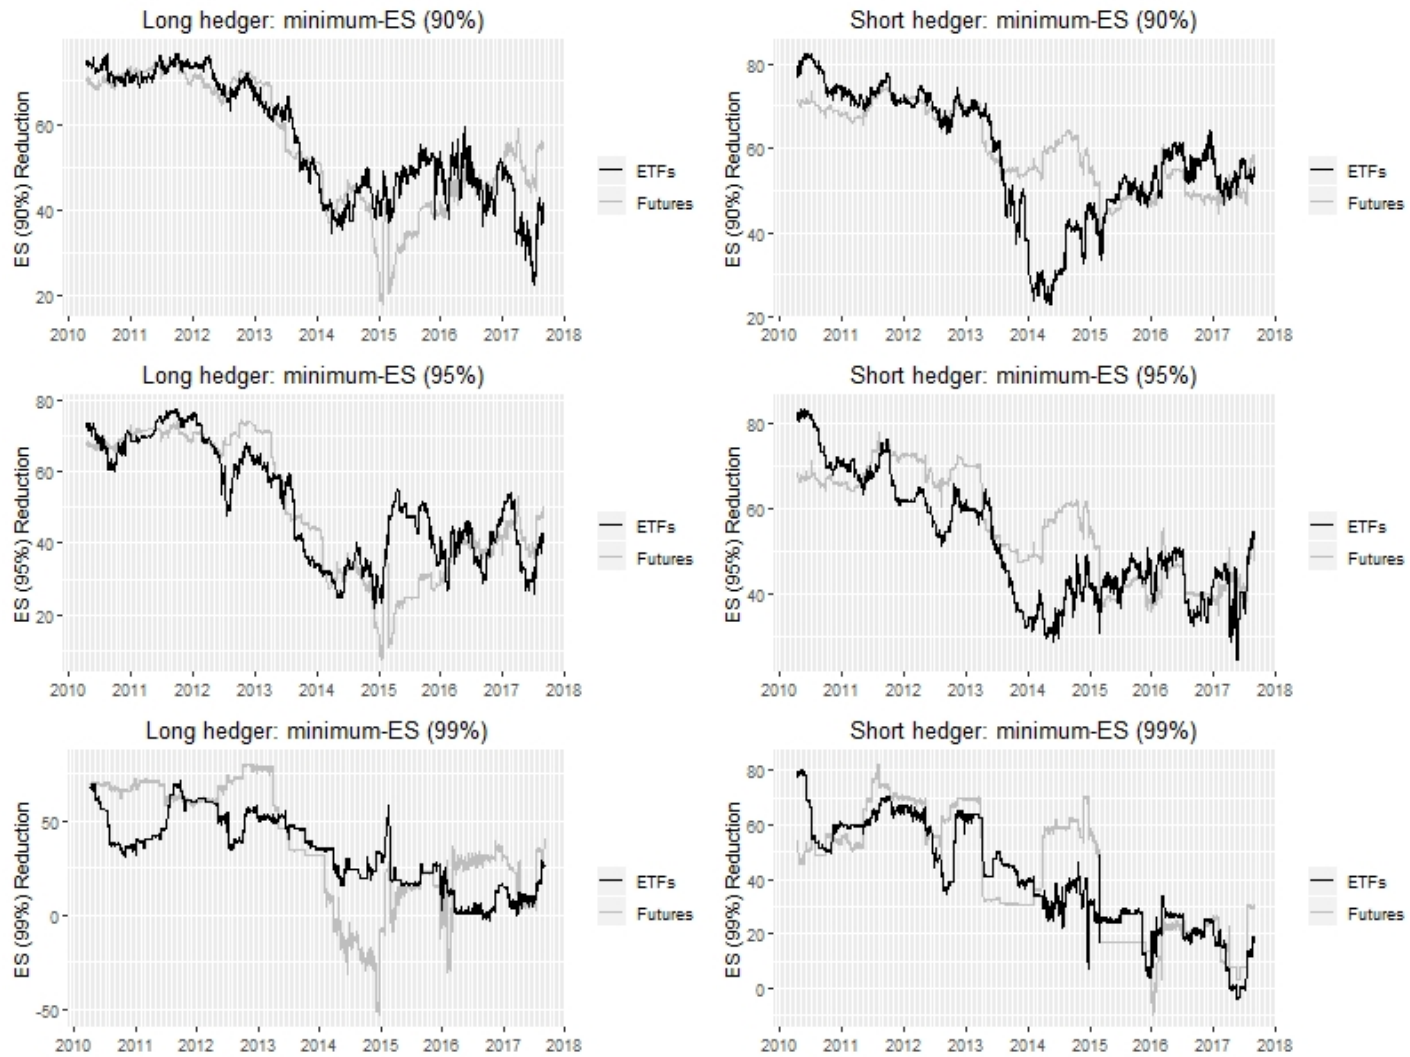 Long hedger: minimum-ES (90%)
ES (90%) Reduction
60
40
20
2010 2011 2012 2013 2014 2015 2016 2017 2018
ETFs
Futures
Short hedger: minimum-ES (90%)
ES (90%) Reduction
80
60
40
20
2010 2011 2012 2013 2014 2015 2016 2017 2018
ETFs
Futures
Long hedger: minimum-ES (95%)
ES (95%) Reduction
80
60
40
20
2010 2011 2012 2013 2014 2015 2016 2017 2018
ETFs
Futures
Short hedger: minimum-ES (95%)
ES (95%) Reduction
80
60
40
2010 2011 2012 2013 2014 2015 2016 2017 2018
ETFs
Futures
Long hedger: minimum-ES (99%)
ES (99%) Reduction
50
0
-50
2010 2011 2012 2013 2014 2015 2016 2017 2018
ETFs
Futures
Short hedger: minimum-ES (99%)
ES (99%) Reduction
80
60
40
20
0
2010 2011 2012 2013 2014 2015 2016 2017 2018
ETFs
Futures